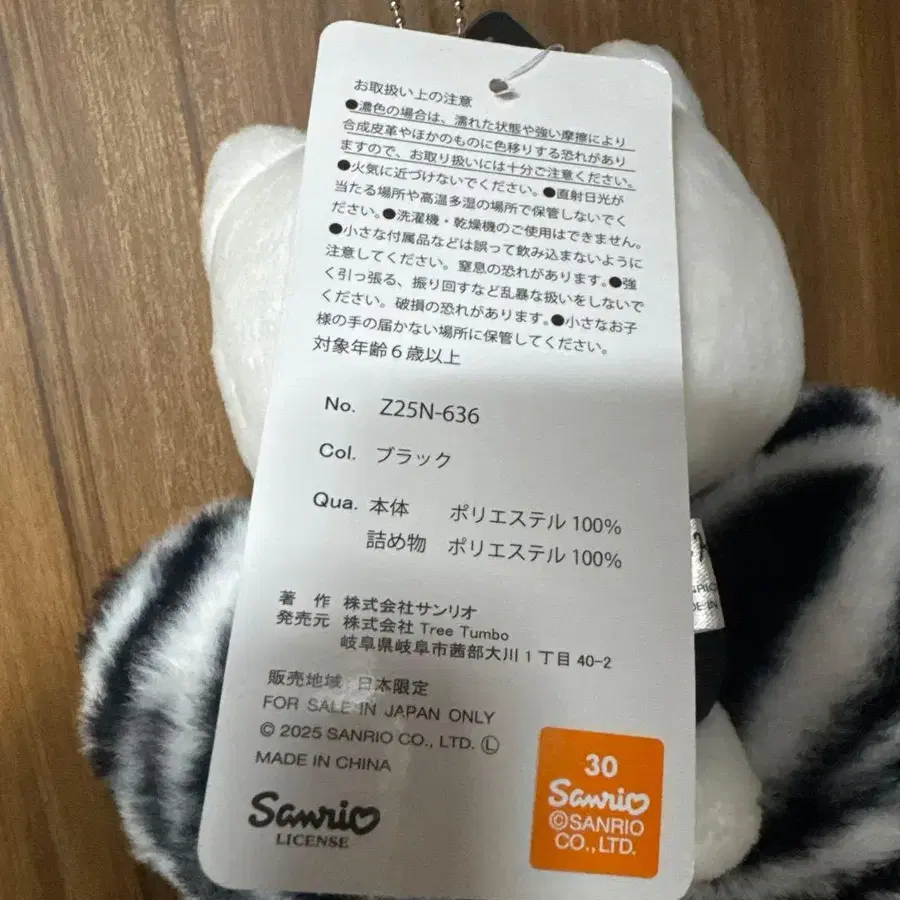 お取扱い上の注意
●濃色の場合は、濡れた状態や強い摩擦により
合成皮革やほかのものに色移りする恐れがあり
ますので、お取り扱いには十分ご注意ください。
●火気に近づけないでください。●直射日光が
当たる場所や高温多湿の場所で保管しないでく
ださい。●洗濯機・乾燥機のご使用はできません。
●小さな付属品などは誤って飲み込まないように
注意してください。窒息の恐れがあります。●強
く引っ張る、振り回すなど乱暴な扱いをしないで
ください。破損の恐れがあります。●小さなお子
様の手の届かない場所に保管してください。
対象年齢6歳以上
No. Z25N-636
Col. ブラック
Qua. 本体 ポリエステル100%
詰め物 ポリエステル100%
著 作 株式会社サンリオ
発売元 株式会社 Tree Tumbo
岐阜県岐阜市茜部大川1丁目40-2
販売地域 日本限定
FOR SALE IN JAPAN ONLY
© 2025 SANRIO CO., LTD. Ⓛ
MADE IN CHINA
Sanrio
LICENSE
30
Sanrio
©SANRIO
CO.,LTD.